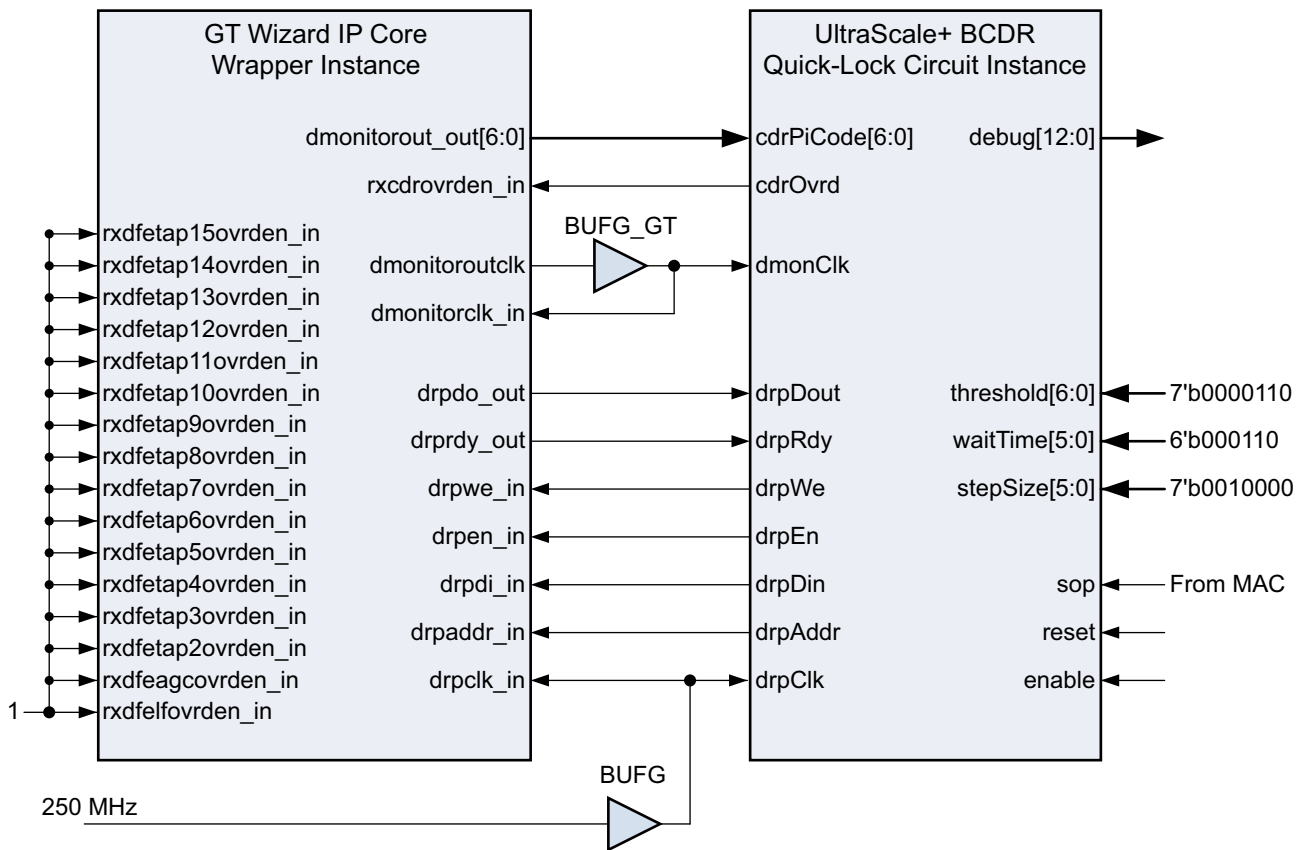 GT Wizard IP Core
Wrapper Instance
dmonitorout_out[6:0]
rxcdrovrden_in
rxdfetap15ovrden_in
rxdfetap14ovrden_in
rxdfetap13ovrden_in
rxdfetap12ovrden_in
rxdfetap11ovrden_in
rxdfetap10ovrden_in
rxdfetap9ovrden_in
rxdfetap8ovrden_in
rxdfetap7ovrden_in
rxdfetap6ovrden_in
rxdfetap5ovrden_in
rxdfetap4ovrden_in
rxdfetap3ovrden_in
rxdfetap2ovrden_in
rxdfeagcovrden_in
1
rxdfelfovrden_in
dmonitoroutclk
dmonitorclk_in
drpdo_out
drprdy_out
drpwe_in
drpen_in
drpdi_in
drpaddr_in
drpclk_in
BUFG_GT
UltraScale+ BCDR
Quick-Lock Circuit Instance
cdrPiCode[6:0]
cdrOvrd
dmonClk
drpDout
drpRdy
drpWe
drpEn
drpDin
drpAddr
drpClk
debug[12:0]
threshold[6:0]
7'b0000110
waitTime[5:0]
6'b000110
stepSize[5:0]
7'b0010000
sop
From MAC
reset
enable
BUFG
250 MHz